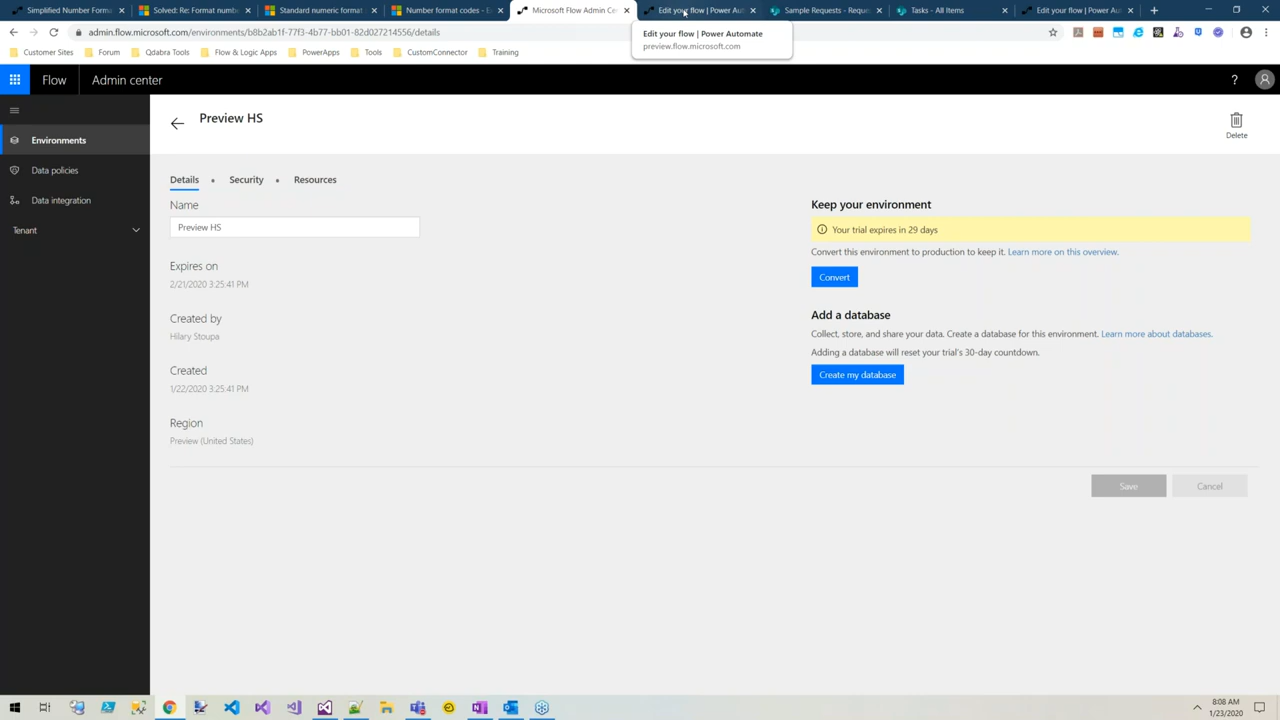 Simplified Number Forma
Solved: Re: Format numb
Standard numeric format
Number format codes - E
Microsoft Flow Admin Ce
Edit your flow | Power Aut
Sample Requests - Reque
Tasks - All Items
Edit your flow | Power Au
admin.flow.microsoft.com/environments/b8b2ab1f-77f3-4b77-bb01-82d027214556/details
Edit your flow | Power Automate
preview.flow.microsoft.com
Customer Sites
Forum
Qdabra Tools
Flow & Logic Apps
PowerApps
Tools
CustomConnector
Training
Flow
Admin center
?
Environments
Data policies
Data integration
Tenant
Preview HS
Delete
Details
Security
Resources
Name
Preview HS
Expires on
2/21/2020 3:25:41 PM
Created by
Hilary Stoupa
Created
1/22/2020 3:25:41 PM
Region
Preview (United States)
Keep your environment
Your trial expires in 29 days
Convert this environment to production to keep it. Learn more on this overview.
Convert
Add a database
Collect, store, and share your data. Create a database for this environment. Learn more about databases.
Adding a database will reset your trial's 30-day countdown.
Create my database
Save
Cancel
8:08 AM
1/23/2020